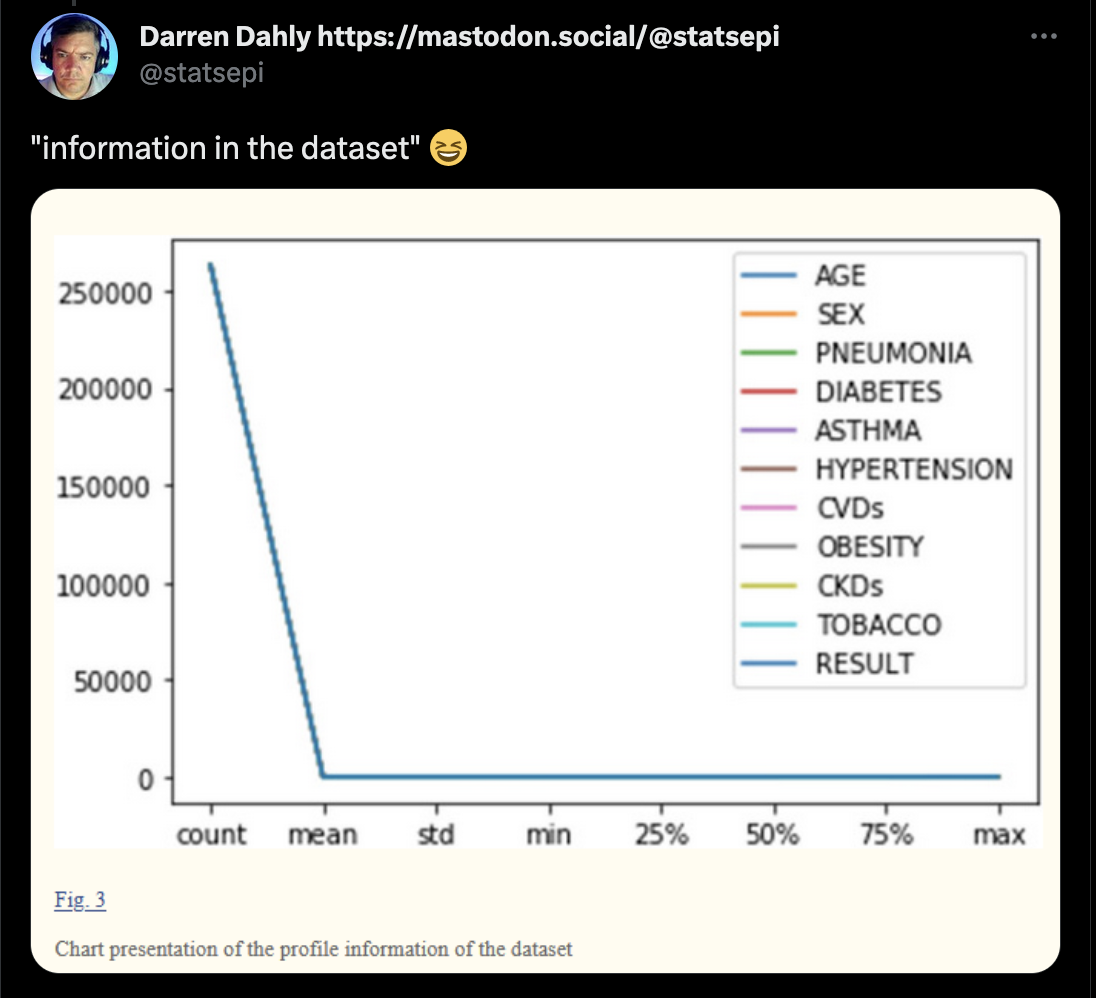 Darren Dahly https://mastodon.social/@statsepi
@statsepi
"information in the dataset" 😆
250000
200000
150000
100000
50000
0
AGE
SEX
PNEUMONIA
DIABETES
ASTHMA
HYPERTENSION
CVDs
OBESITY
CKDs
TOBACCO
RESULT
count mean std min 25% 50% 75% max
Fig. 3
Chart presentation of the profile information of the dataset